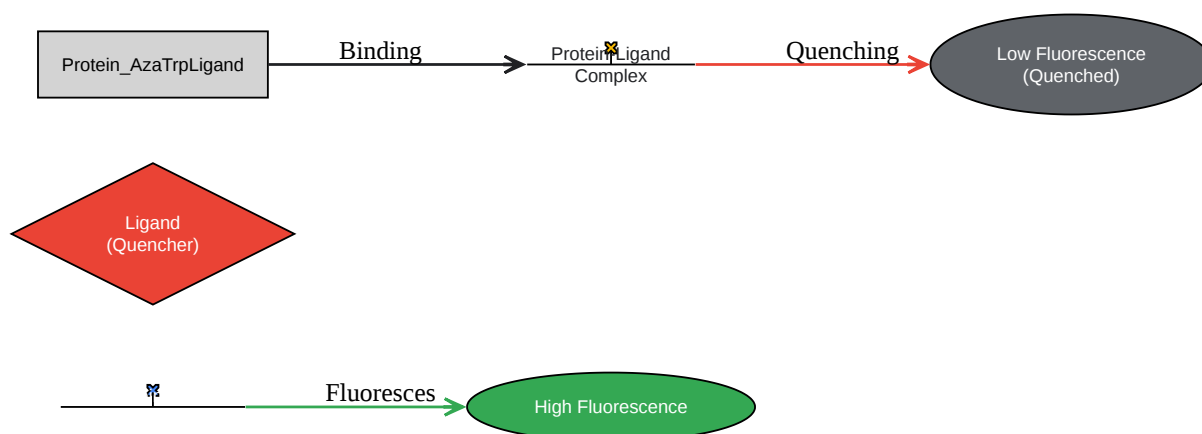 Protein_AzaTrpLigand
Binding
Protein-Ligand
Complex
Quenching
Low Fluorescence
(Quenched)
Ligand
(Quencher)
Fluoresces
High Fluorescence